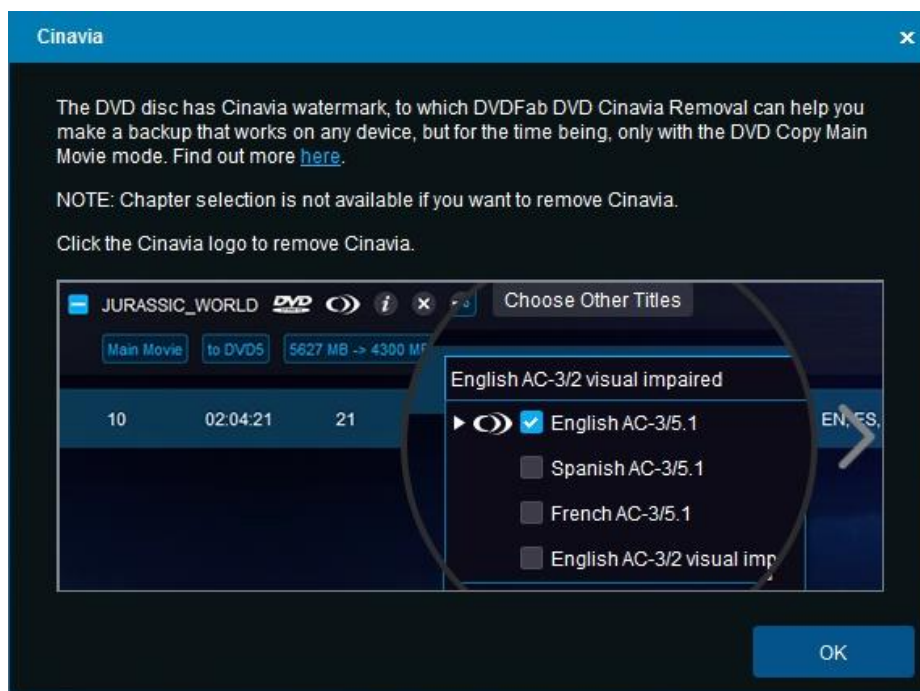 Cinavia
The DVD disc has Cinavia watermark, to which DVDFab DVD Cinavia Removal can help you
make a backup that works on any device, but for the time being, only with the DVD Copy Main
Movie mode. Find out more here.
NOTE: Chapter selection is not available if you want to remove Cinavia.
Click the Cinavia logo to remove Cinavia.
JURASSIC_WORLD DVD Choose Other Titles
Main Movie to DVD5 5627 MB -> 4300
English AC-3/2 visual impaired
10 02:04:21 21 English AC-3/5.1 EN, ES,
Spanish AC-3/5.1
French AC-3/5.1
English AC-3/2 visual imp
OK